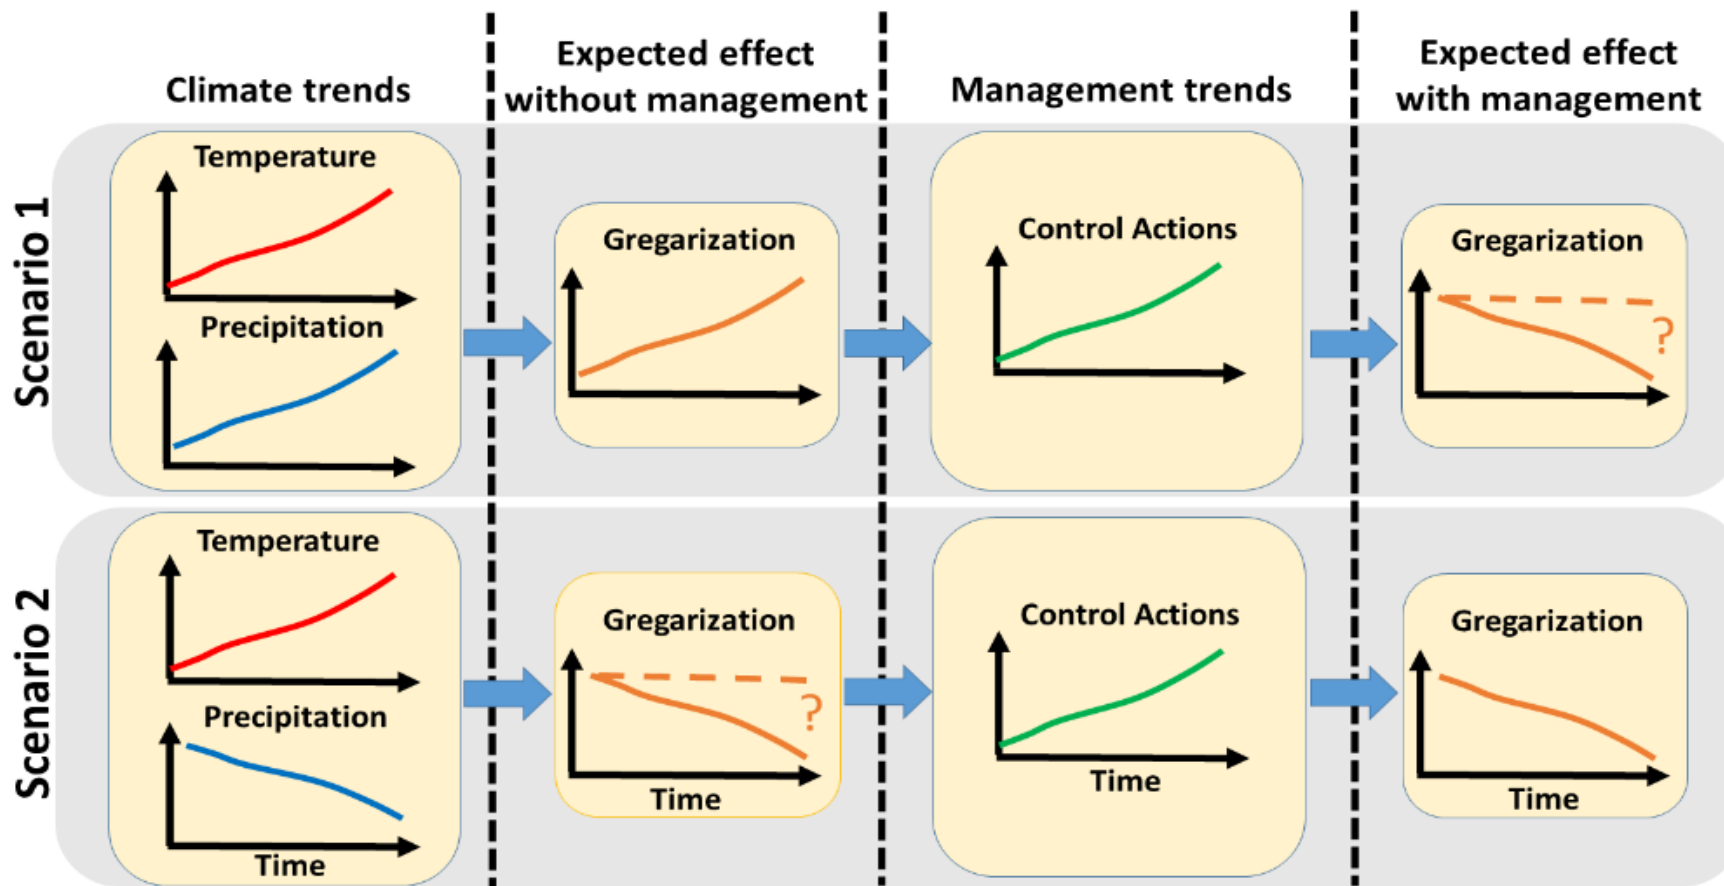 Climate trends
Expected effect
without management
Management trends
Expected effect
with management
Scenario 1
Temperature
Precipitation
Gregarization
Control Actions
Gregarization
?
Scenario 2
Temperature
Precipitation
Time
Gregarization
?
Time
Control Actions
Time
Gregarization
Time